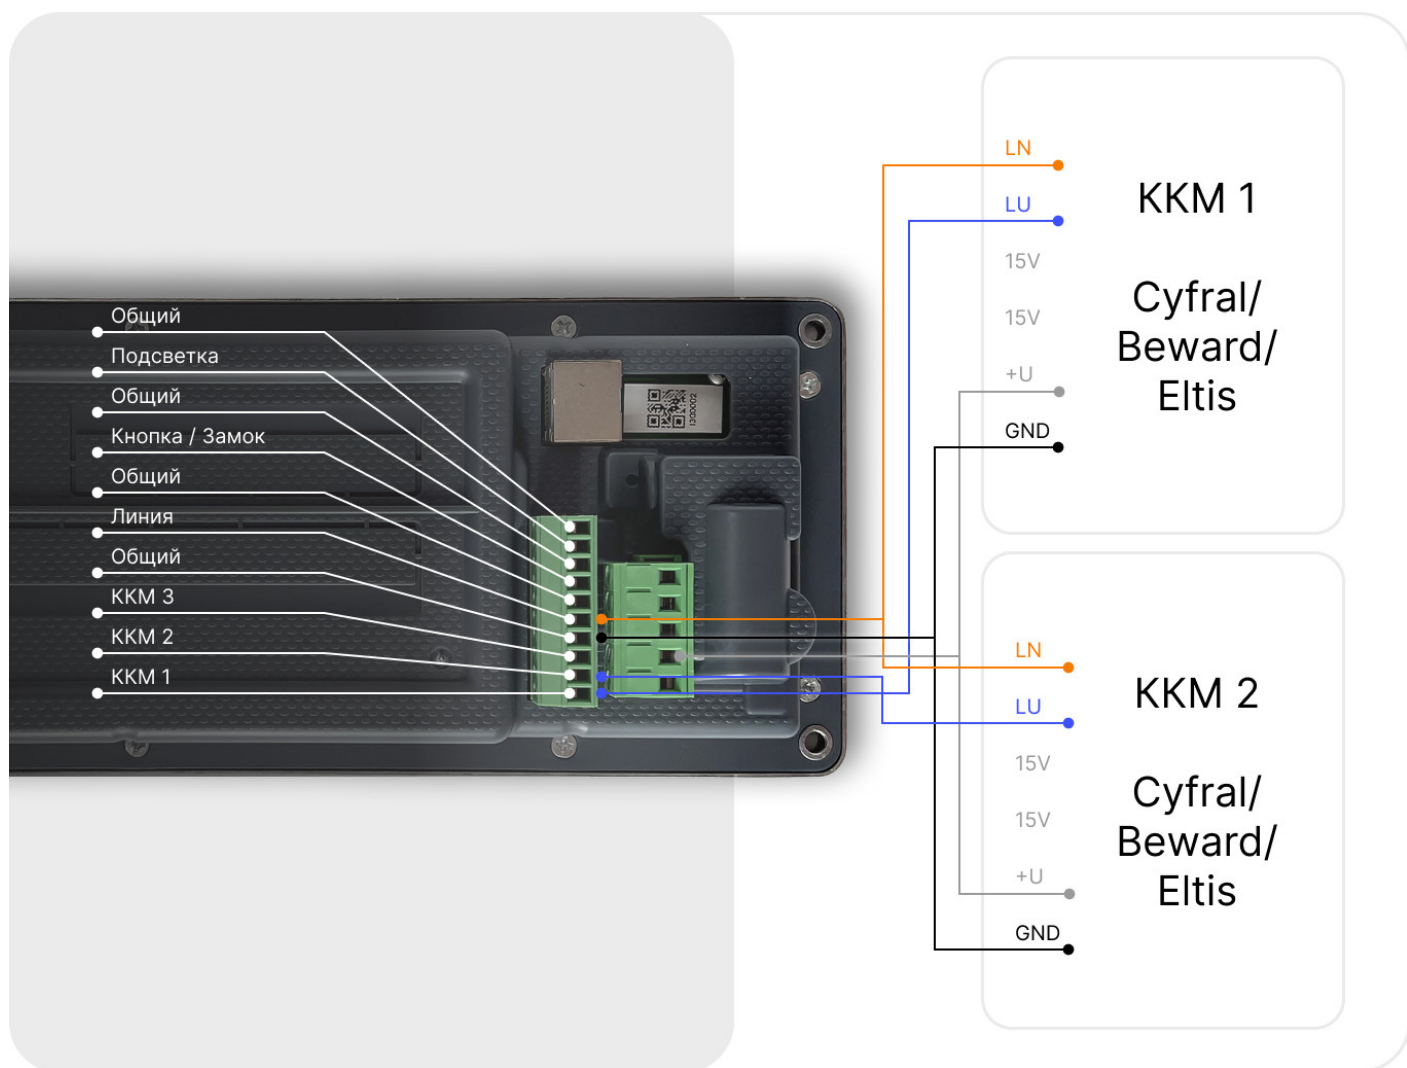 Общий
Подсветка
Общий
Кнопка / Замок
Общий
Линия
Общий
ККМ 3
ККМ 2
ККМ 1
1300002
LN
LU
15V
15V
+U
GND
ККМ 1
Cyfral/
Beward/
Eltis
LN
LU
15V
15V
+U
GND
ККМ 2
Cyfral/
Beward/
Eltis